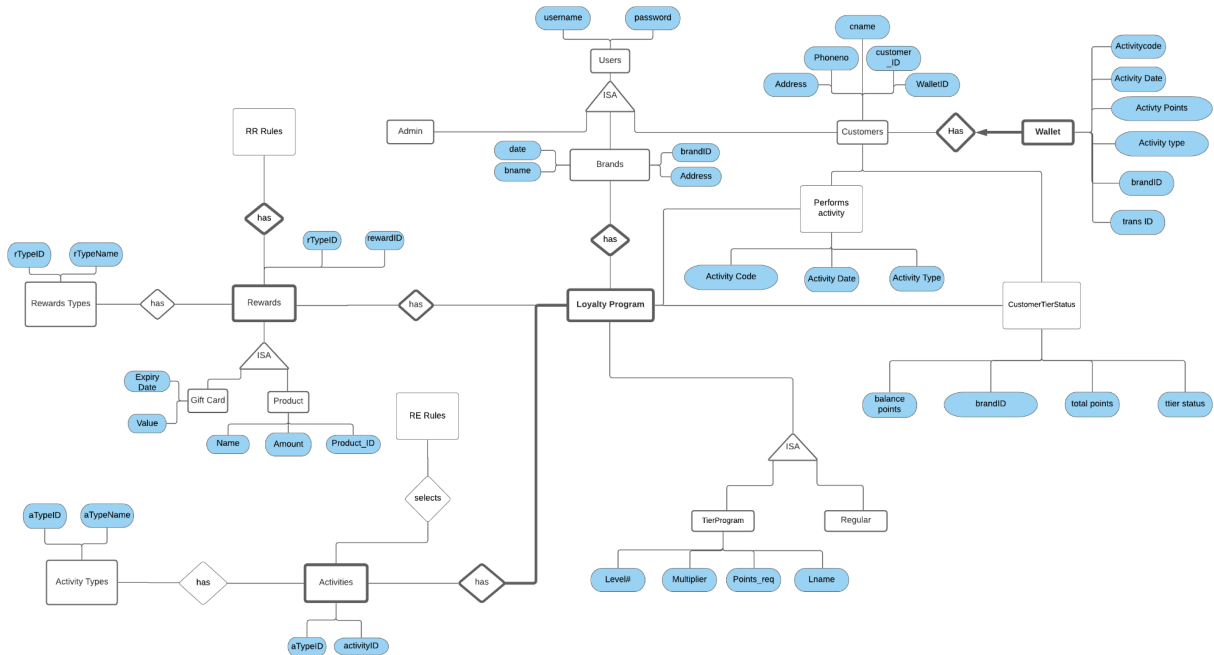 username
password
cname
Users
Phoneno
customer
_ID
Address
WalletID
Activitycode
Activity Date
Activty Points
Activity type
brandID
trans ID
ISA
Admin
Customers
Has
Wallet
RR Rules
date
bname
Brands
brandID
Address
Performs
activity
has
has
rTypeID
rewardID
Activity Code
Activity Date
Activity Type
rTypeID
rTypeName
Rewards Types
has
Rewards
has
Loyalty Program
CustomerTierStatus
ISA
Expiry
Date
Value
Gift Card
Product
Name
Amount
Product_ID
RE Rules
balance
points
brandID
total points
ttier status
ISA
selects
aTypeID
aTypeName
TierProgram
Regular
Activity Types
has
Activities
has
Level#
Multiplier
Points_req
Lname
aTypeID
activityID